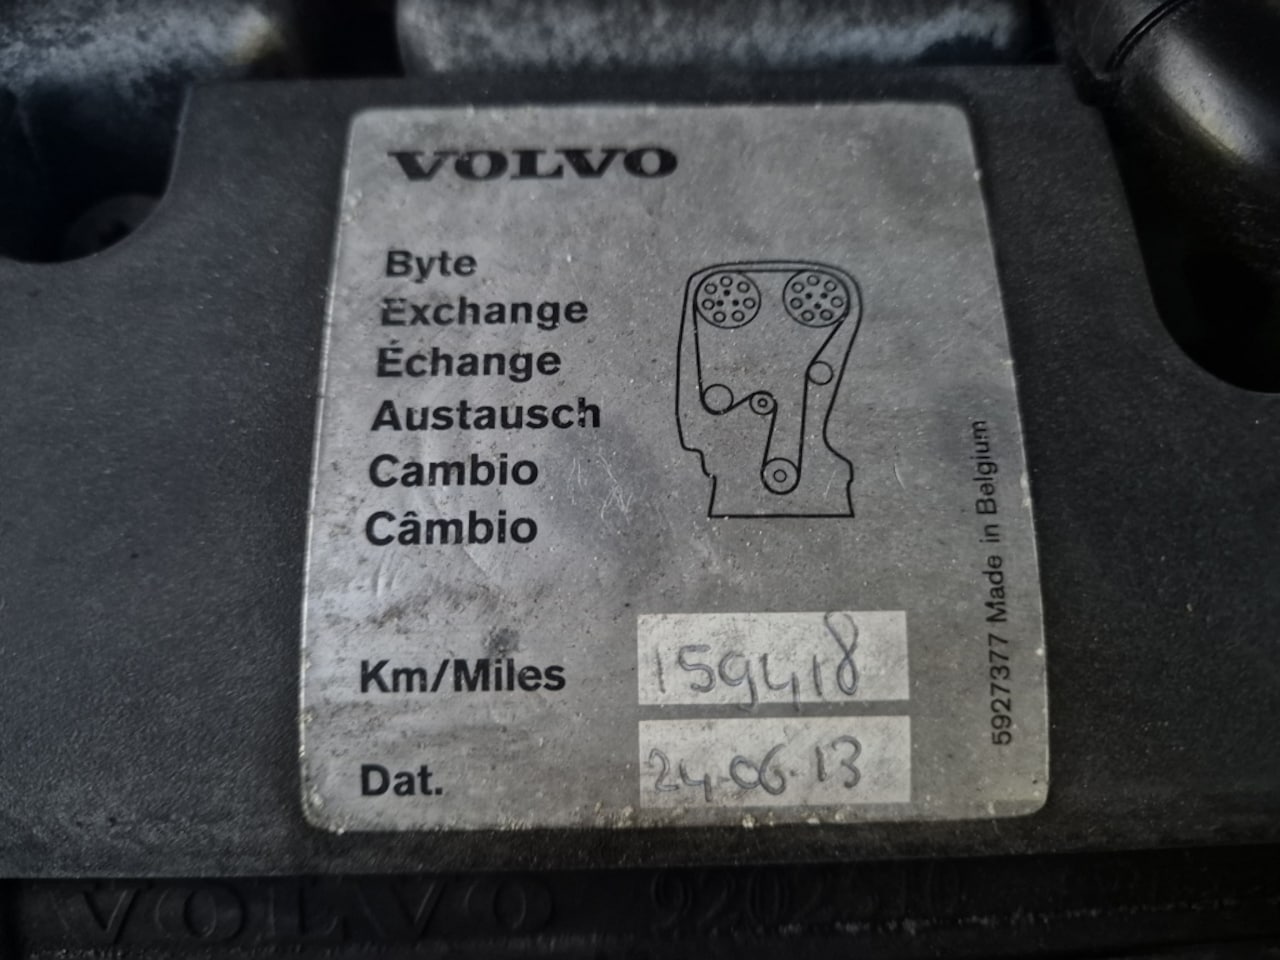 VOLVO
Byte
Exchange
Échange
Austausch
Cambio
Câmbio
Km/Miles 159418
Dat. 24-06-13
5927377 Made in Belgium
VOLVO